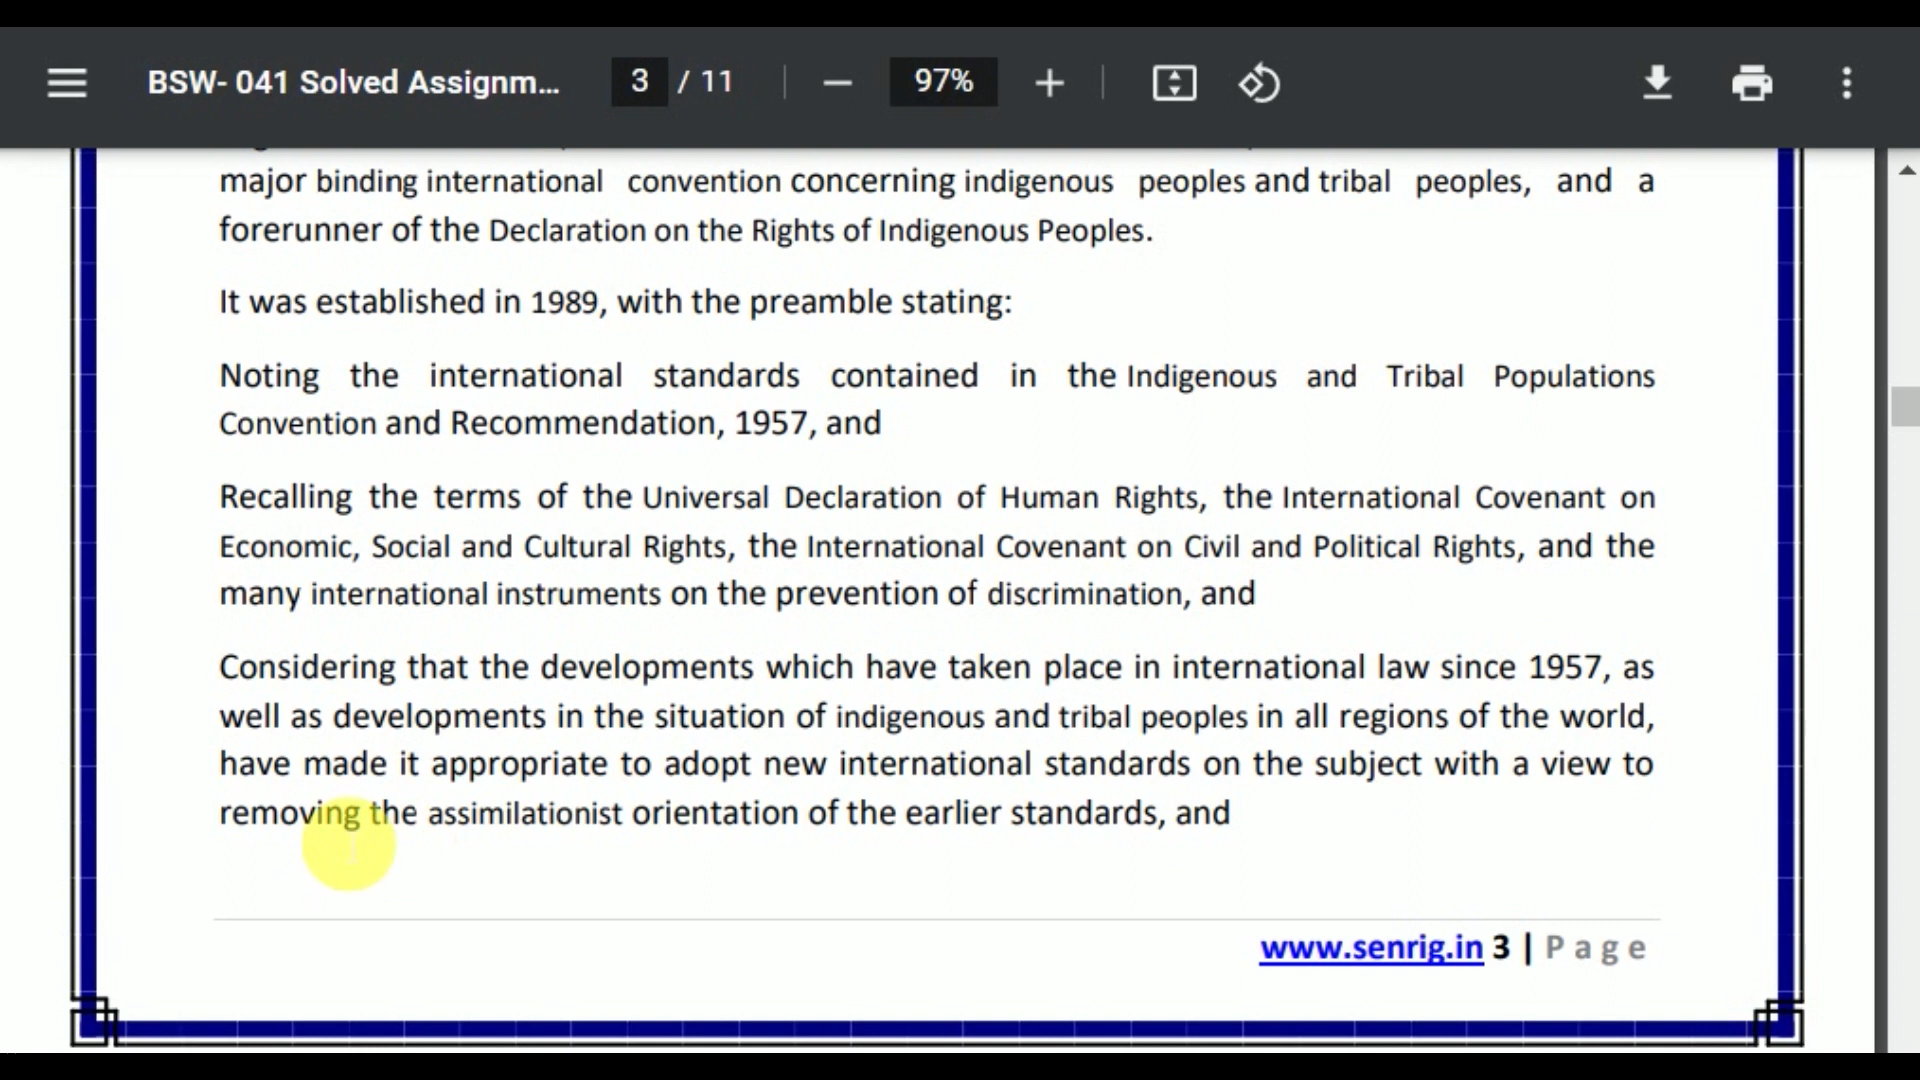 BSW- 041 Solved Assignm...
3 / 11
97%
major binding international convention concerning indigenous peoples and tribal peoples, and a
forerunner of the Declaration on the Rights of Indigenous Peoples.
It was established in 1989, with the preamble stating:
Noting the international standards contained in the Indigenous and Tribal Populations
Convention and Recommendation, 1957, and
Recalling the terms of the Universal Declaration of Human Rights, the International Covenant on
Economic, Social and Cultural Rights, the International Covenant on Civil and Political Rights, and the
many international instruments on the prevention of discrimination, and
Considering that the developments which have taken place in international law since 1957, as
well as developments in the situation of indigenous and tribal peoples in all regions of the world,
have made it appropriate to adopt new international standards on the subject with a view to
removing the assimilationist orientation of the earlier standards, and
www.senrig.in 3 | Page